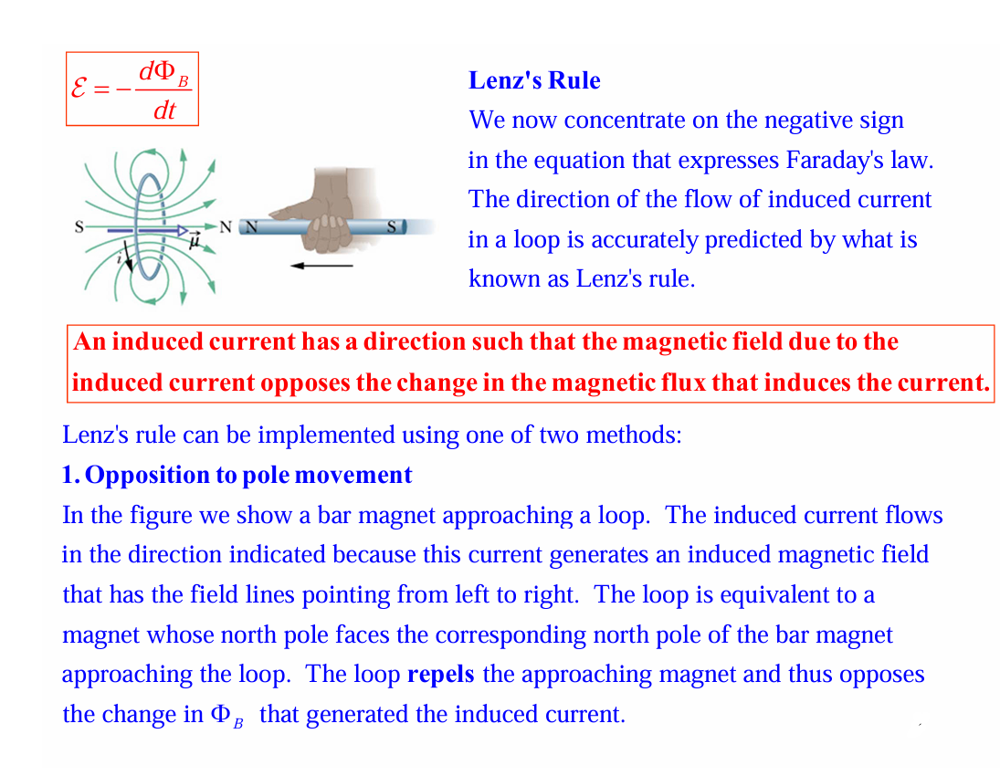 ℰ = − dΦ_B / dt
Lenz's Rule
We now concentrate on the negative sign
in the equation that expresses Faraday's law.
The direction of the flow of induced current
in a loop is accurately predicted by what is
known as Lenz's rule.
S N N S
μ⃗
i
An induced current has a direction such that the magnetic field due to the
induced current opposes the change in the magnetic flux that induces the current.
Lenz's rule can be implemented using one of two methods:
1. Opposition to pole movement
In the figure we show a bar magnet approaching a loop. The induced current flows
in the direction indicated because this current generates an induced magnetic field
that has the field lines pointing from left to right. The loop is equivalent to a
magnet whose north pole faces the corresponding north pole of the bar magnet
approaching the loop. The loop repels the approaching magnet and thus opposes
the change in Φ_B that generated the induced current.